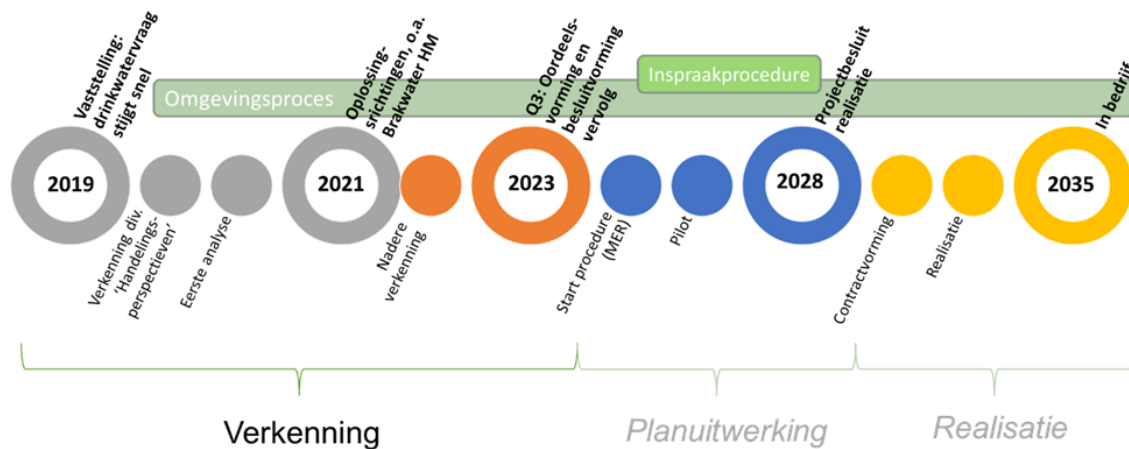 Vaststelling:
drinkwatervraag
stijgt snel
Oplossing-
srichtingen, o.a.
Brakwater HM
Q3: Oordeels-
vorming en
besluitvorming
vervolg
Projectbesluit
realisatie
In bedrijf
Inspraakprocedure
Omgevingsproces
2019
2021
2023
2028
2035
Verkenning div.
‘Handelings-
perspectieven’
Eerste analyse
Nadere
verkenning
Start procedure
(MER)
Pilot
Contractvorming
Realisatie
Verkenning
Planuitwerking
Realisatie